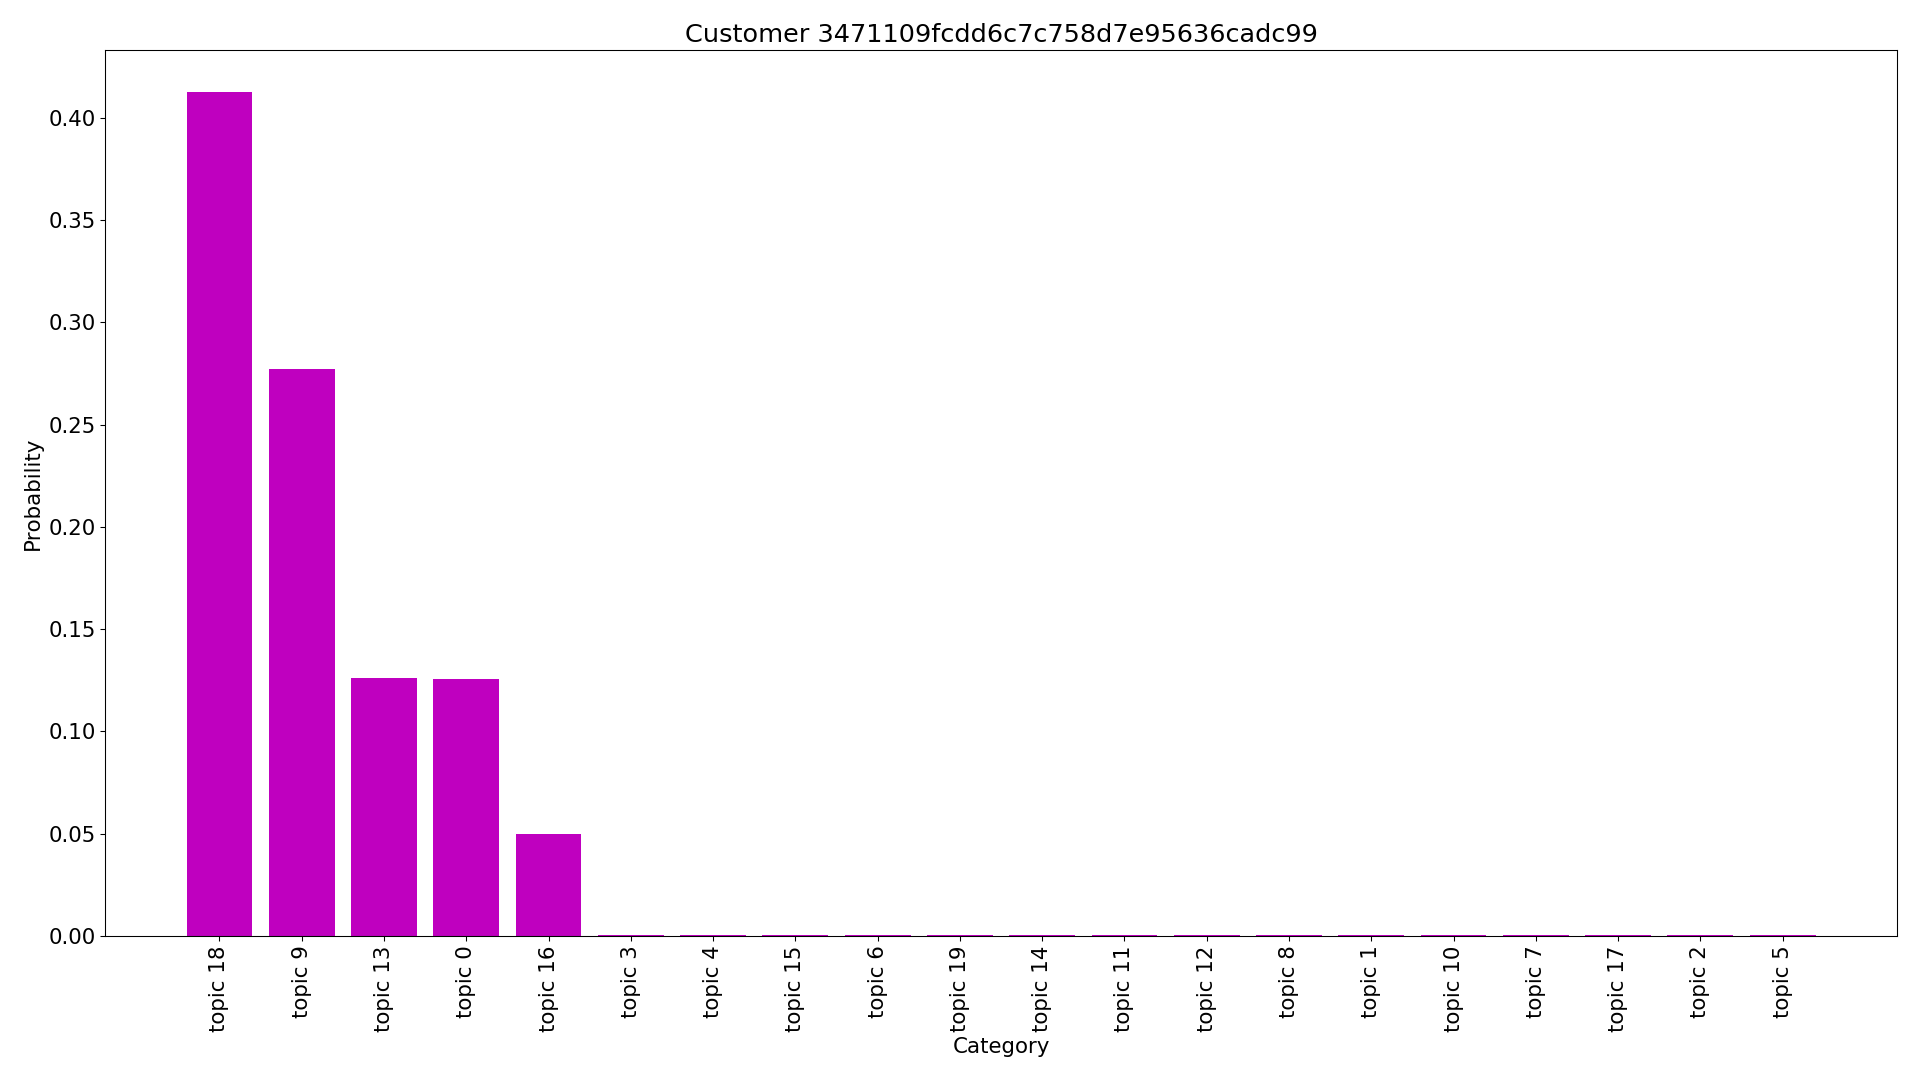 Customer 3471109fcdd6c7c758d7e95636cadc99
0.40
0.35
0.30
0.25
0.20
0.15
0.10
0.05
0.00
Probability
topic 18
topic 9
topic 13
topic 0
topic 16
topic 3
topic 4
topic 15
topic 6
topic 19
topic 14
topic 11
topic 12
topic 8
topic 1
topic 10
topic 7
topic 17
topic 2
topic 5
Category